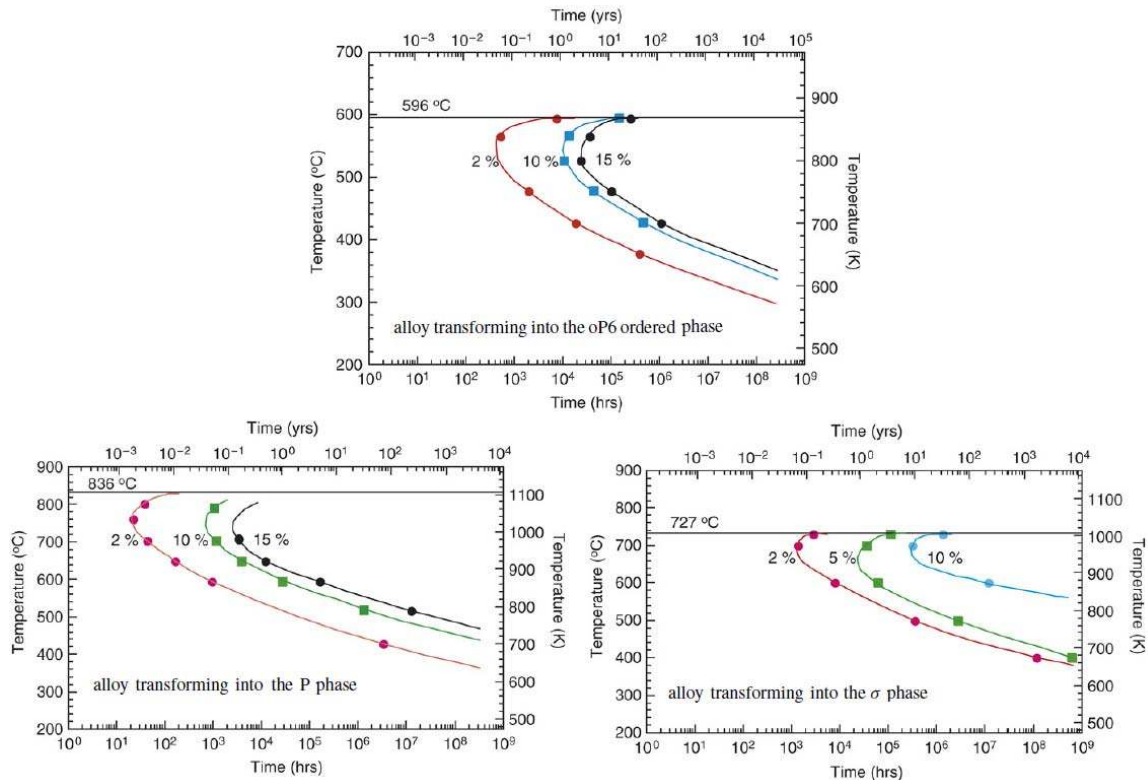 Time (yrs)
10⁻³ 10⁻² 10⁻¹ 10⁰ 10¹ 10² 10³ 10⁴ 10⁵
700
600
500
400
300
200
Temperature (ºC)
596 ºC
2 % 10 % 15 %
alloy transforming into the oP6 ordered phase
900
800
700
600
500
Temperature (K)
10⁰ 10¹ 10² 10³ 10⁴ 10⁵ 10⁶ 10⁷ 10⁸ 10⁹
Time (hrs)
Time (yrs)
10⁻³ 10⁻² 10⁻¹ 10⁰ 10¹ 10² 10³ 10⁴
900
800
700
600
500
400
300
200
Temperature (ºC)
836 ºC
2 % 10 % 15 %
alloy transforming into the P phase
1100
1000
900
800
700
600
500
Temperature (K)
10⁰ 10¹ 10² 10³ 10⁴ 10⁵ 10⁶ 10⁷ 10⁸ 10⁹
Time (hrs)
Time (yrs)
10⁻³ 10⁻² 10⁻¹ 10⁰ 10¹ 10² 10³ 10⁴
900
800
700
600
500
400
300
200
Temperature (ºC)
727 ºC
2 % 5 % 10 %
alloy transforming into the σ phase
1100
1000
900
800
700
600
500
Temperature (K)
10⁰ 10¹ 10² 10³ 10⁴ 10⁵ 10⁶ 10⁷ 10⁸
Time (hrs)